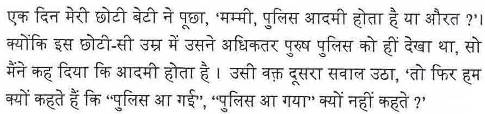 एक दिन मेरी छोटी बेटी ने पूछा, ‘मम्मी, पुलिस आदमी होता है या औरत ?’।
क्योंकि इस छोटी-सी उम्र में उसने अधिकतर पुरुष पुलिस को हीं देखा था, सो
मैंने कह दिया कि आदमी होता है । उसी वक़्त दूसरा सवाल उठा, ‘तो फिर हम
क्यों कहते हैं कि “पुलिस आ गई”, “पुलिस आ गया” क्यों नहीं कहते ?’